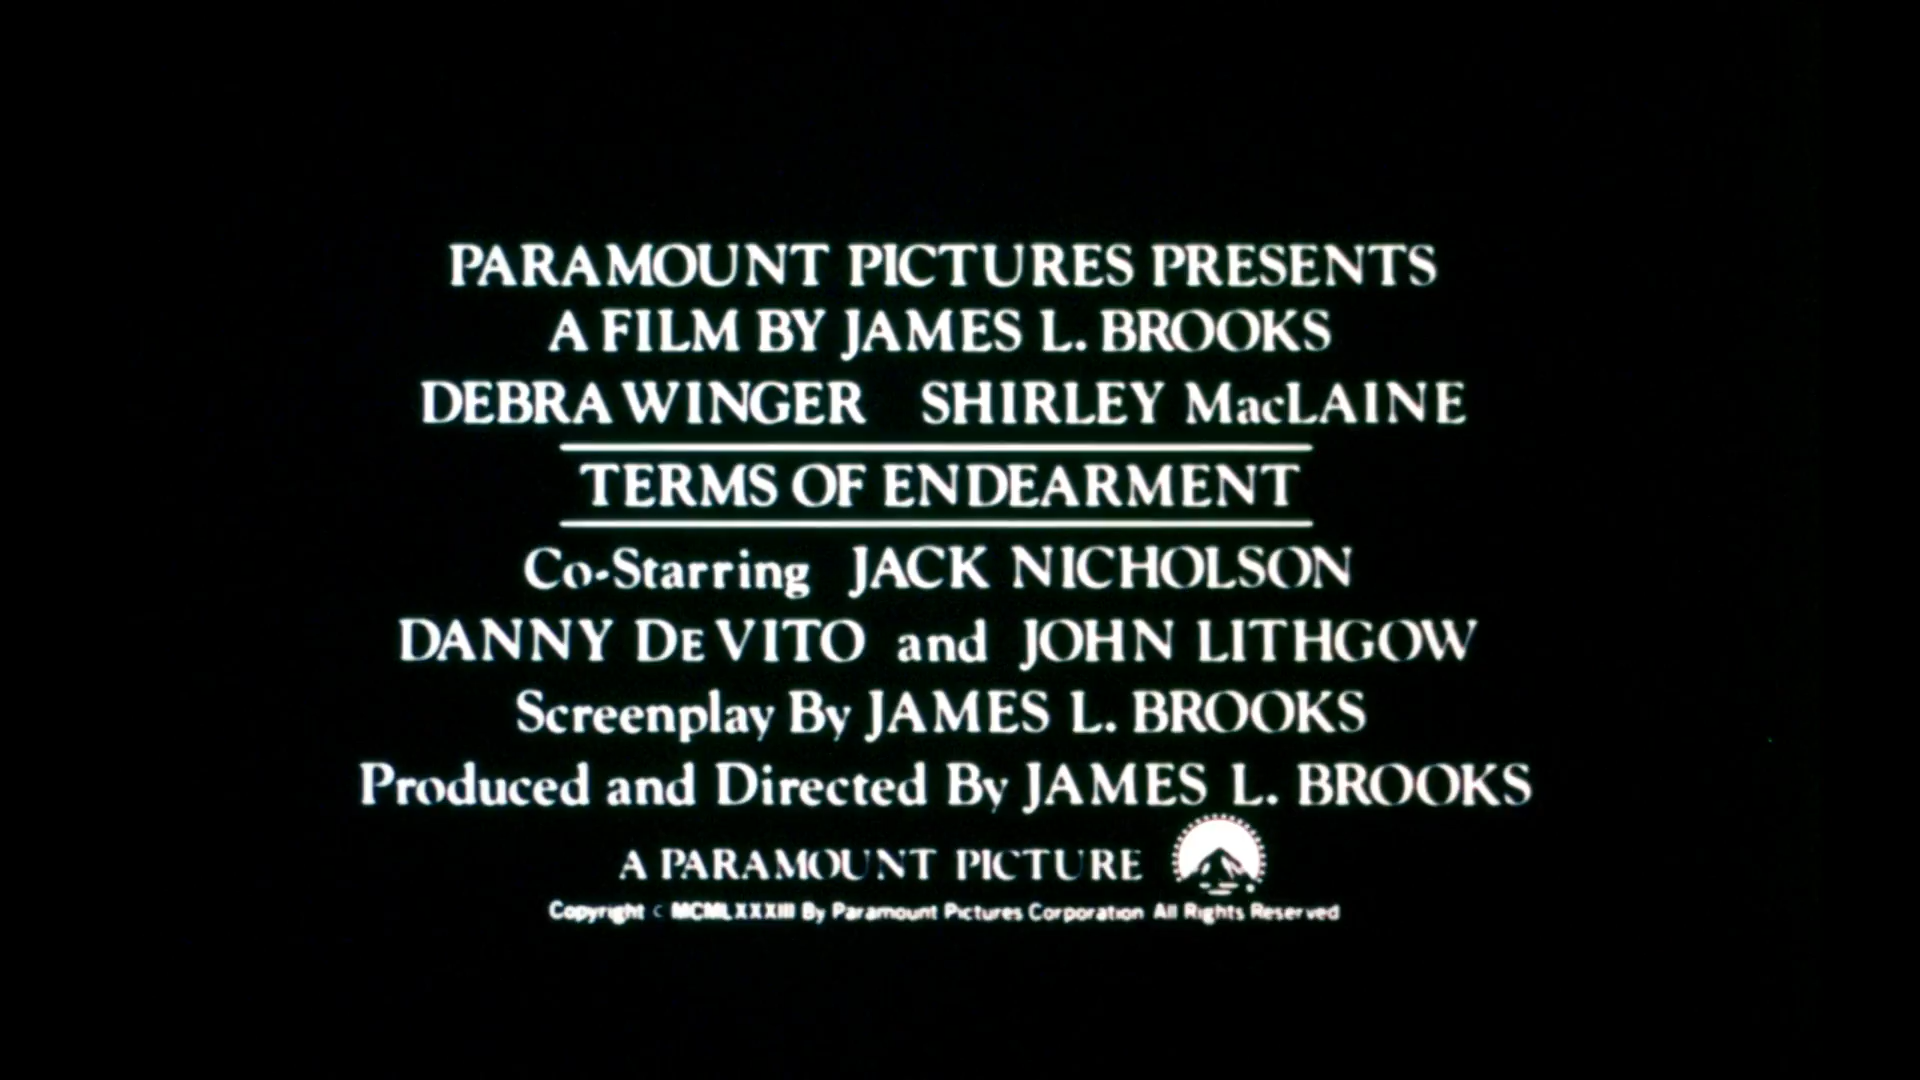 PARAMOUNT PICTURES PRESENTS
A FILM BY JAMES L. BROOKS
DEBRA WINGER SHIRLEY MacLAINE
TERMS OF ENDEARMENT
Co-Starring JACK NICHOLSON
DANNY DeVITO and JOHN LITHGOW
Screenplay By JAMES L. BROOKS
Produced and Directed By JAMES L. BROOKS
A PARAMOUNT PICTURE
Copyright c MCMLXXXIII By Paramount Pictures Corporation All Rights Reserved